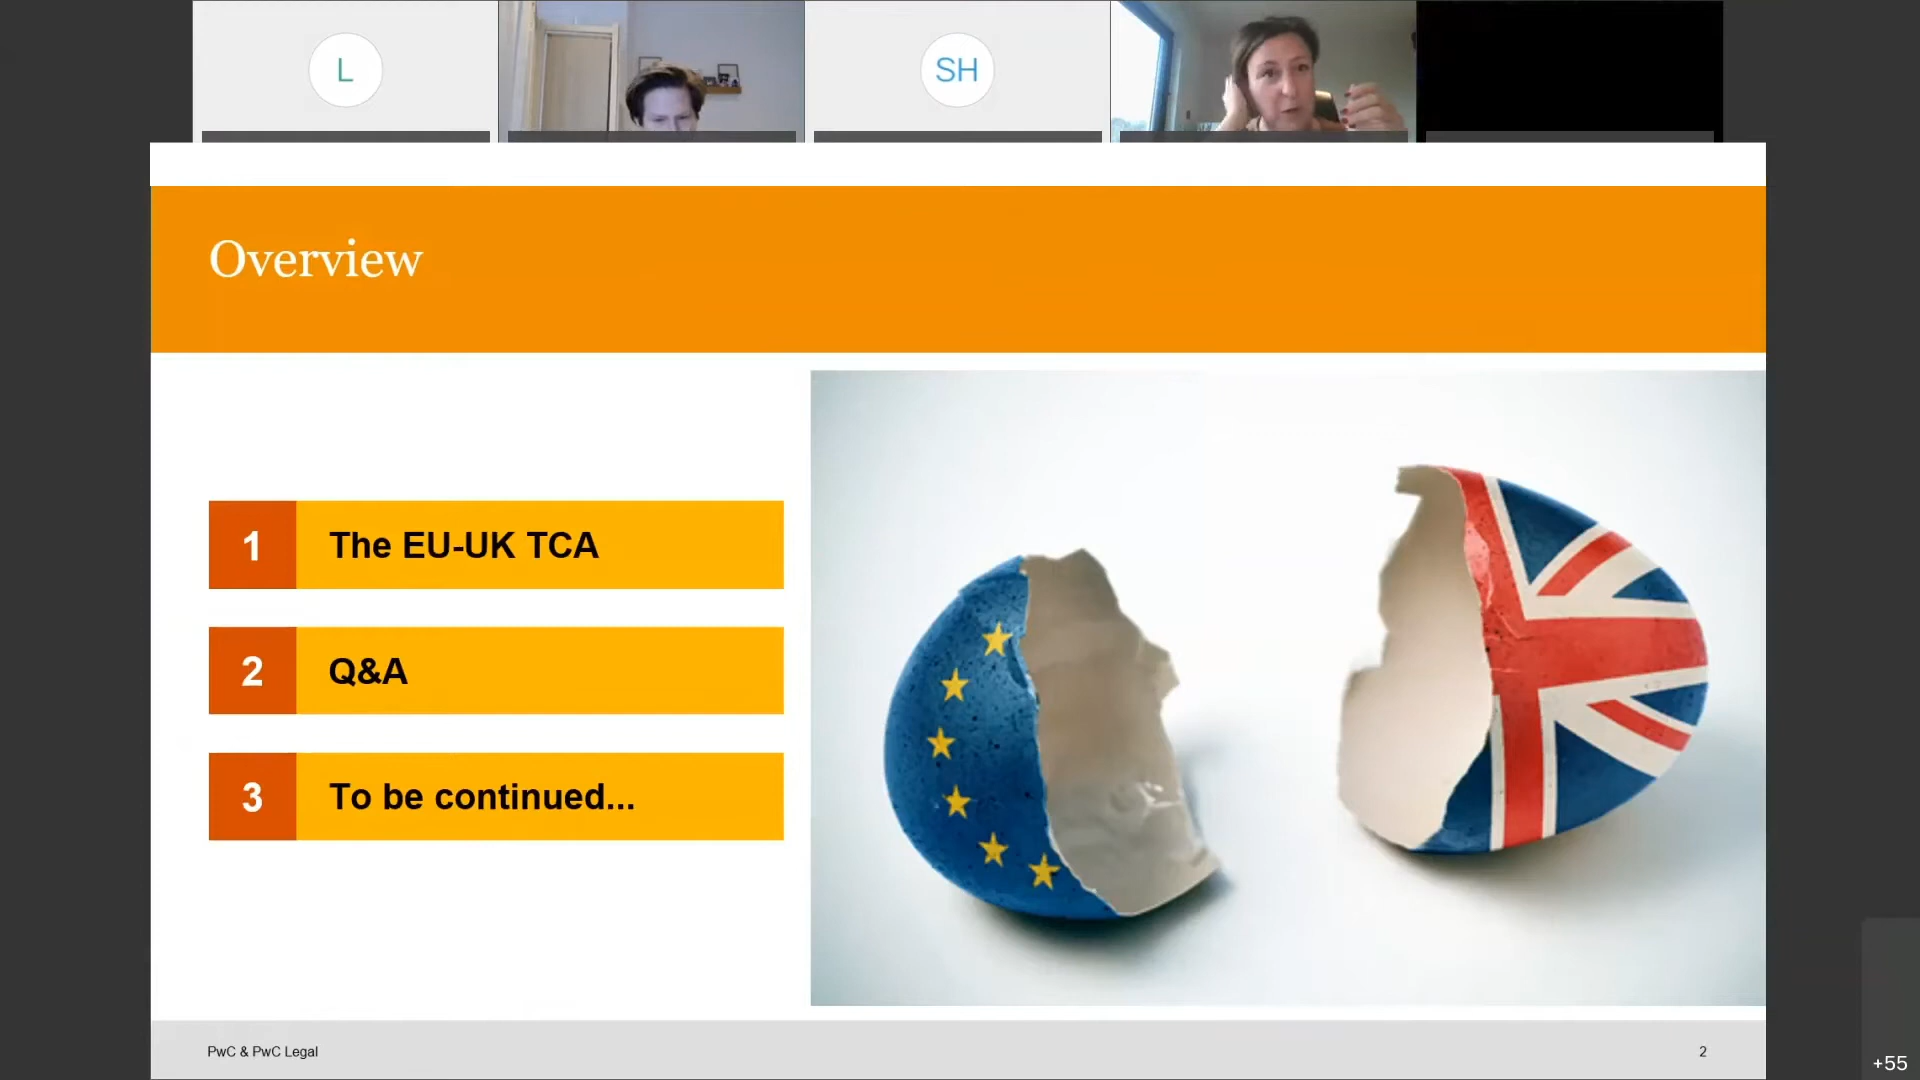 L
SH
Overview
1 The EU-UK TCA
2 Q&A
3 To be continued...
PwC & PwC Legal
2
+55